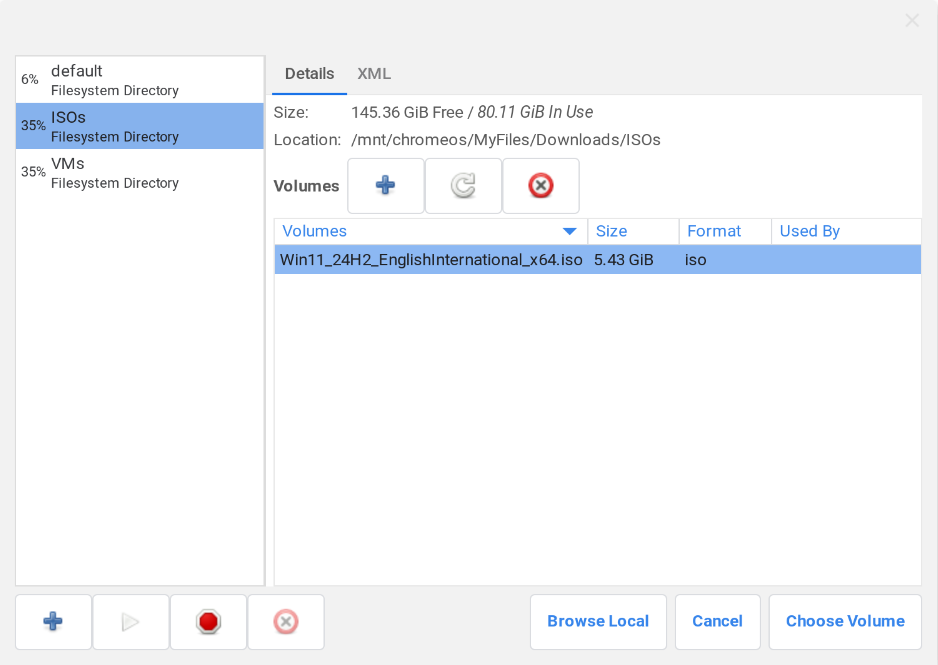 6% default
Filesystem Directory
35% ISOs
Filesystem Directory
35% VMs
Filesystem Directory
Details XML
Size: 145.36 GiB Free / 80.11 GiB In Use
Location: /mnt/chromeos/MyFiles/Downloads/ISOs
Volumes
Volumes Size Format Used By
Win11_24H2_EnglishInternational_x64.iso 5.43 GiB iso
Browse Local Cancel Choose Volume